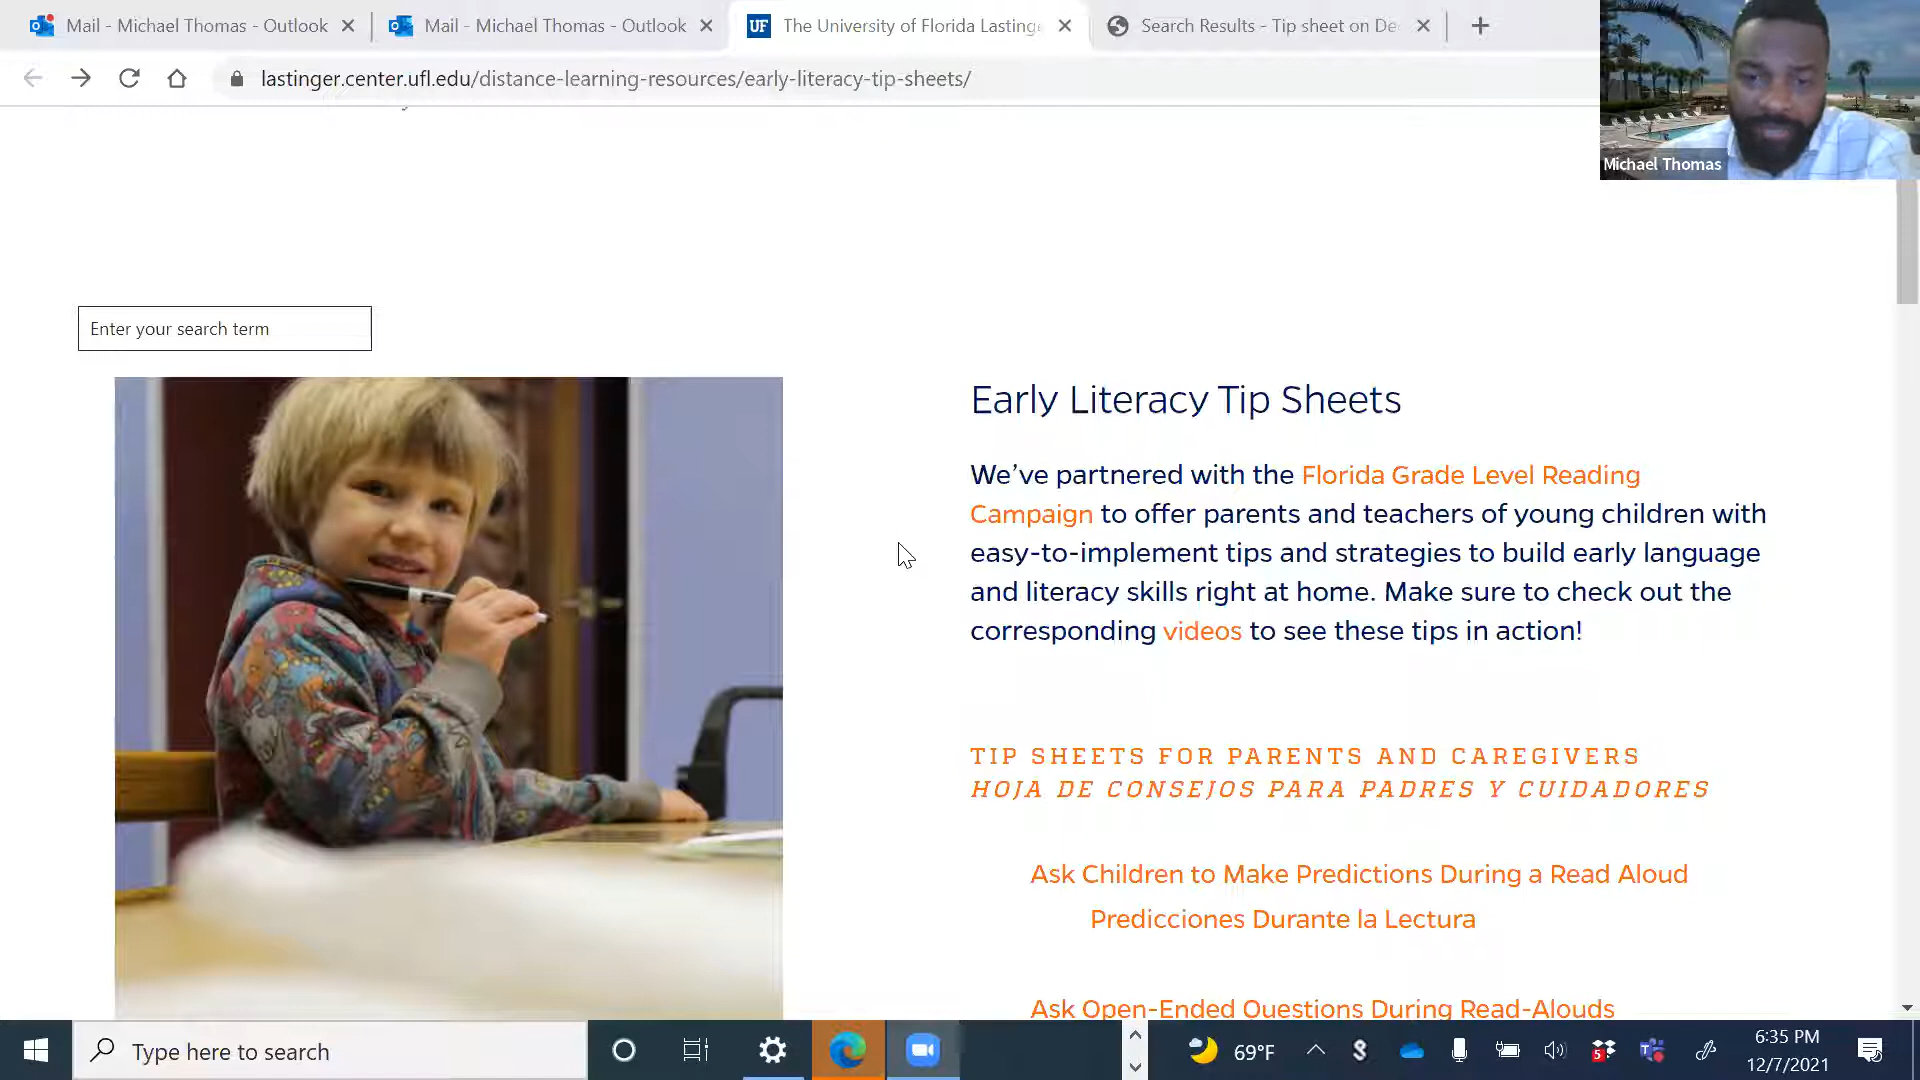 Mail - Michael Thomas - Outlook
Mail - Michael Thomas - Outlook
UF
The University of Florida Lasting
Search Results - Tip sheet on De
lastinger.center.ufl.edu/distance-learning-resources/early-literacy-tip-sheets/
Michael Thomas
Enter your search term
Early Literacy Tip Sheets
We've partnered with the Florida Grade Level Reading
Campaign to offer parents and teachers of young children with
easy-to-implement tips and strategies to build early language
and literacy skills right at home. Make sure to check out the
corresponding videos to see these tips in action!
TIP SHEETS FOR PARENTS AND CAREGIVERS
HOJA DE CONSEJOS PARA PADRES Y CUIDADORES
Ask Children to Make Predictions During a Read Aloud
Predicciones Durante la Lectura
Ask Open-Ended Questions During Read-Alouds
Type here to search
69°F
5
6:35 PM
12/7/2021